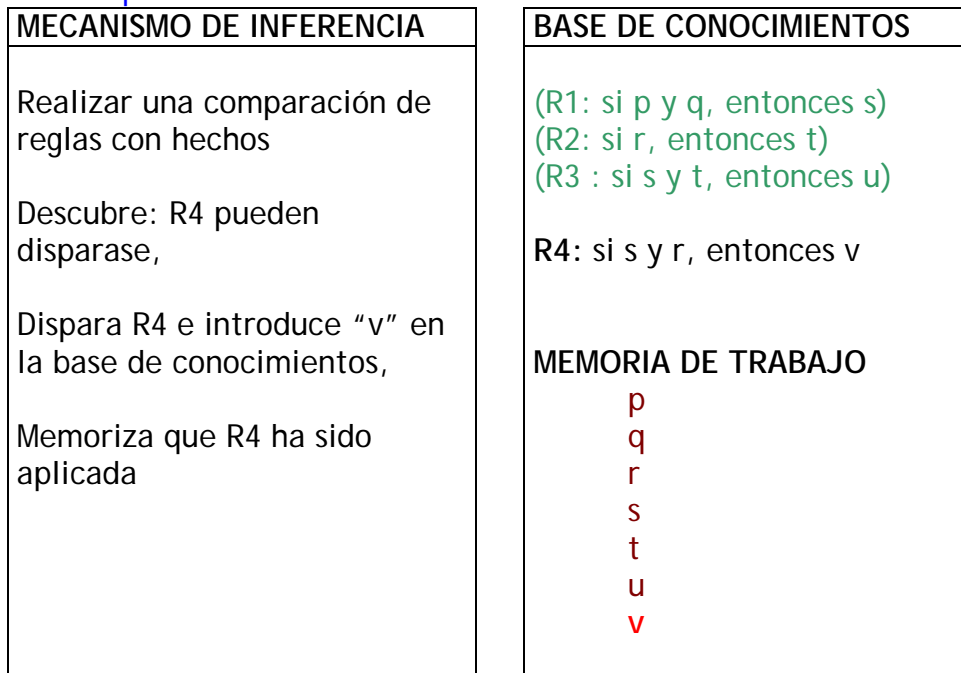 MECANISMO DE INFERENCIA
Realizar una comparación de
reglas con hechos
Descubre: R4 pueden
disparase,
Dispara R4 e introduce “v” en
la base de conocimientos,
Memoriza que R4 ha sido
aplicada
BASE DE CONOCIMIENTOS
(R1: si p y q, entonces s)
(R2: si r, entonces t)
(R3 : si s y t, entonces u)
R4: si s y r, entonces v
MEMORIA DE TRABAJO
p
q
r
s
t
u
v